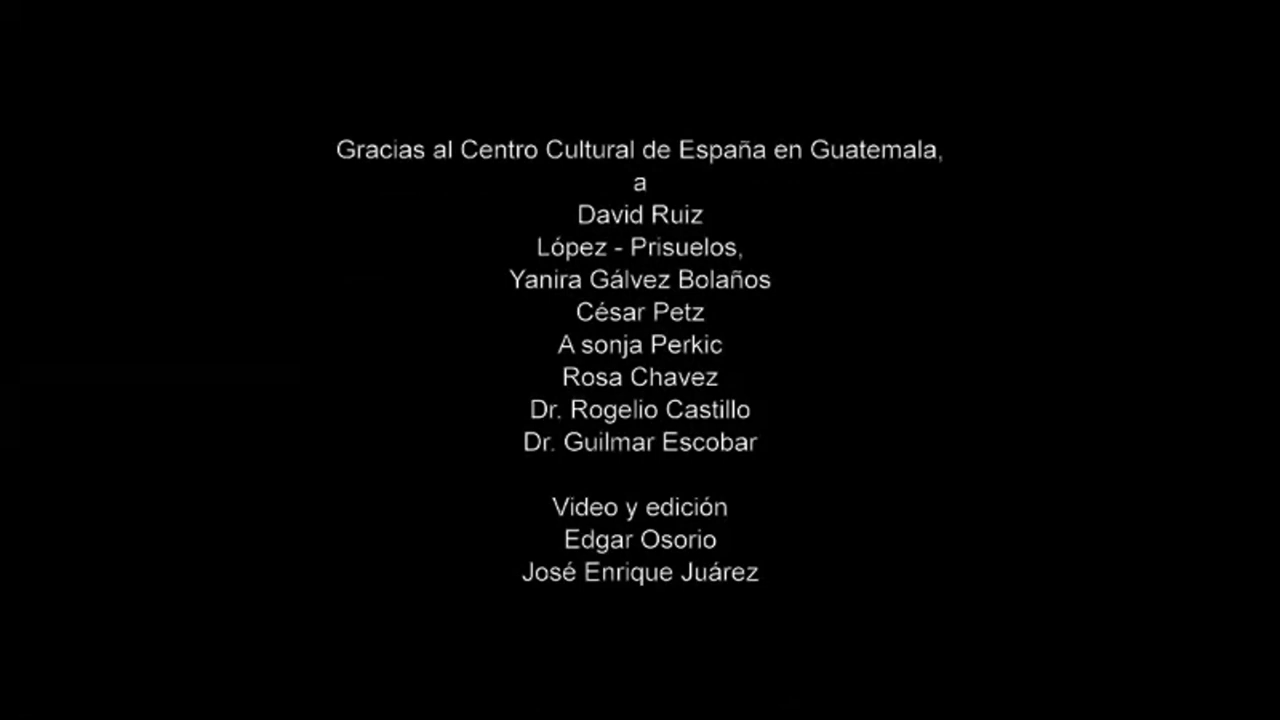 Gracias al Centro Cultural de España en Guatemala,
a
David Ruiz
López - Prisuelos,
Yanira Gálvez Bolaños
César Petz
A sonja Perkic
Rosa Chavez
Dr. Rogelio Castillo
Dr. Guilmar Escobar
Video y edición
Edgar Osorio
José Enrique Juárez